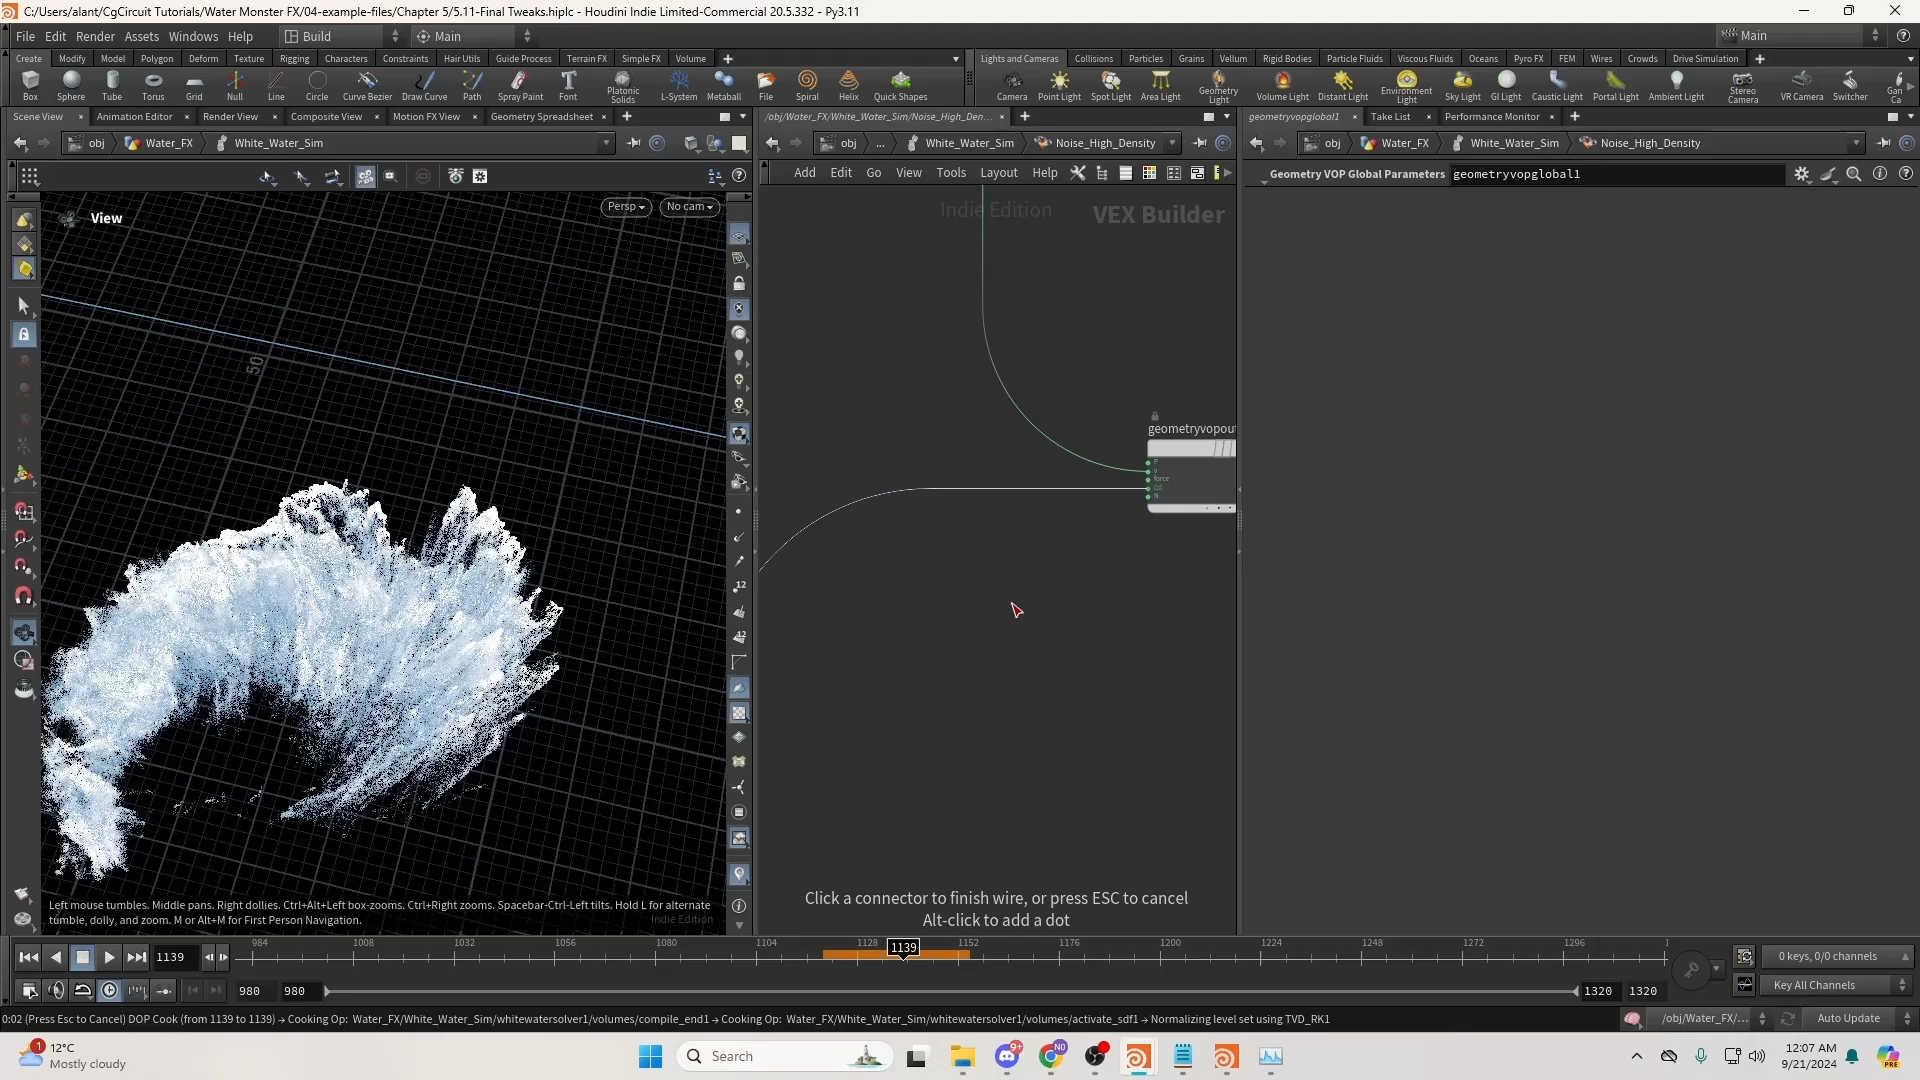 C:/Users/alant/CgCircuit Tutorials/Water Monster FX/04-example-files/Chapter 5/5.11-Final Tweaks.hiplc - Houdini Indie Limited-Commercial 20.5.332 - Py3.11
File Edit Render Assets Windows Help Build Main Main
Create Modify Model Polygon Deform Texture Rigging Characters Constraints Hair Utils Guide Process Terrain FX Simple FX Volume
Lights and Cameras Collisions Particles Grains Vellum Rigid Bodies Particle Fluids Viscous Fluids Oceans Pyro FX FEM Wires Crowds Drive Simulation
Box Sphere Tube Torus Grid Null Line Circle Curve Bezier Draw Curve Path Spray Paint Font Platonic Solids L-System Metaball File Spiral Helix Quick Shapes
Camera Point Light Spot Light Area Light Geometry Light Volume Light Distant Light Environment Light Sky Light GI Light Caustic Light Portal Light Ambient Light Stereo Camera VR Camera Switcher Gan Ca
Scene View Animation Editor Render View Composite View Motion FX View Geometry Spreadsheet
/obj/Water_FX/White_Water_Sim/Noise_High_Den...
geometryvopglobal1 Take List Performance Monitor
obj Water_FX White_Water_Sim
obj ... White_Water_Sim Noise_High_Density
obj Water_FX White_Water_Sim Noise_High_Density
Add Edit Go View Tools Layout Help
Geometry VOP Global Parameters geometryvopglobal1
View
Persp No cam
Indie Edition VEX Builder
50
geometryvopou
P
v
force
Cd
N
12
12
Click a connector to finish wire, or press ESC to cancel
Alt-click to add a dot
Left mouse tumbles. Middle pans. Right dollies. Ctrl+Alt+Left box-zooms. Ctrl+Right zooms. Spacebar-Ctrl-Left tilts. Hold L for alternate
tumble, dolly, and zoom. M or Alt+M for First Person Navigation.
Indie Edition
1139
984 1008 1032 1056 1080 1104 1128 1139 1152 1176 1200 1224 1248 1272 1296
0 keys, 0/0 channels
980 980 1320 1320
Key All Channels
0:02 (Press Esc to Cancel) DOP Cook (from 1139 to 1139) → Cooking Op: Water_FX/White_Water_Sim/whitewatersolver1/volumes/compile_end1 → Cooking Op: Water_FX/White_Water_Sim/whitewatersolver1/volumes/activate_sdf1 → Normalizing level set using TVD_RK1
/obj/Water_FX/... Auto Update
1
12°C
Mostly cloudy
Search
9+
N0
PRE
12:07 AM
9/21/2024